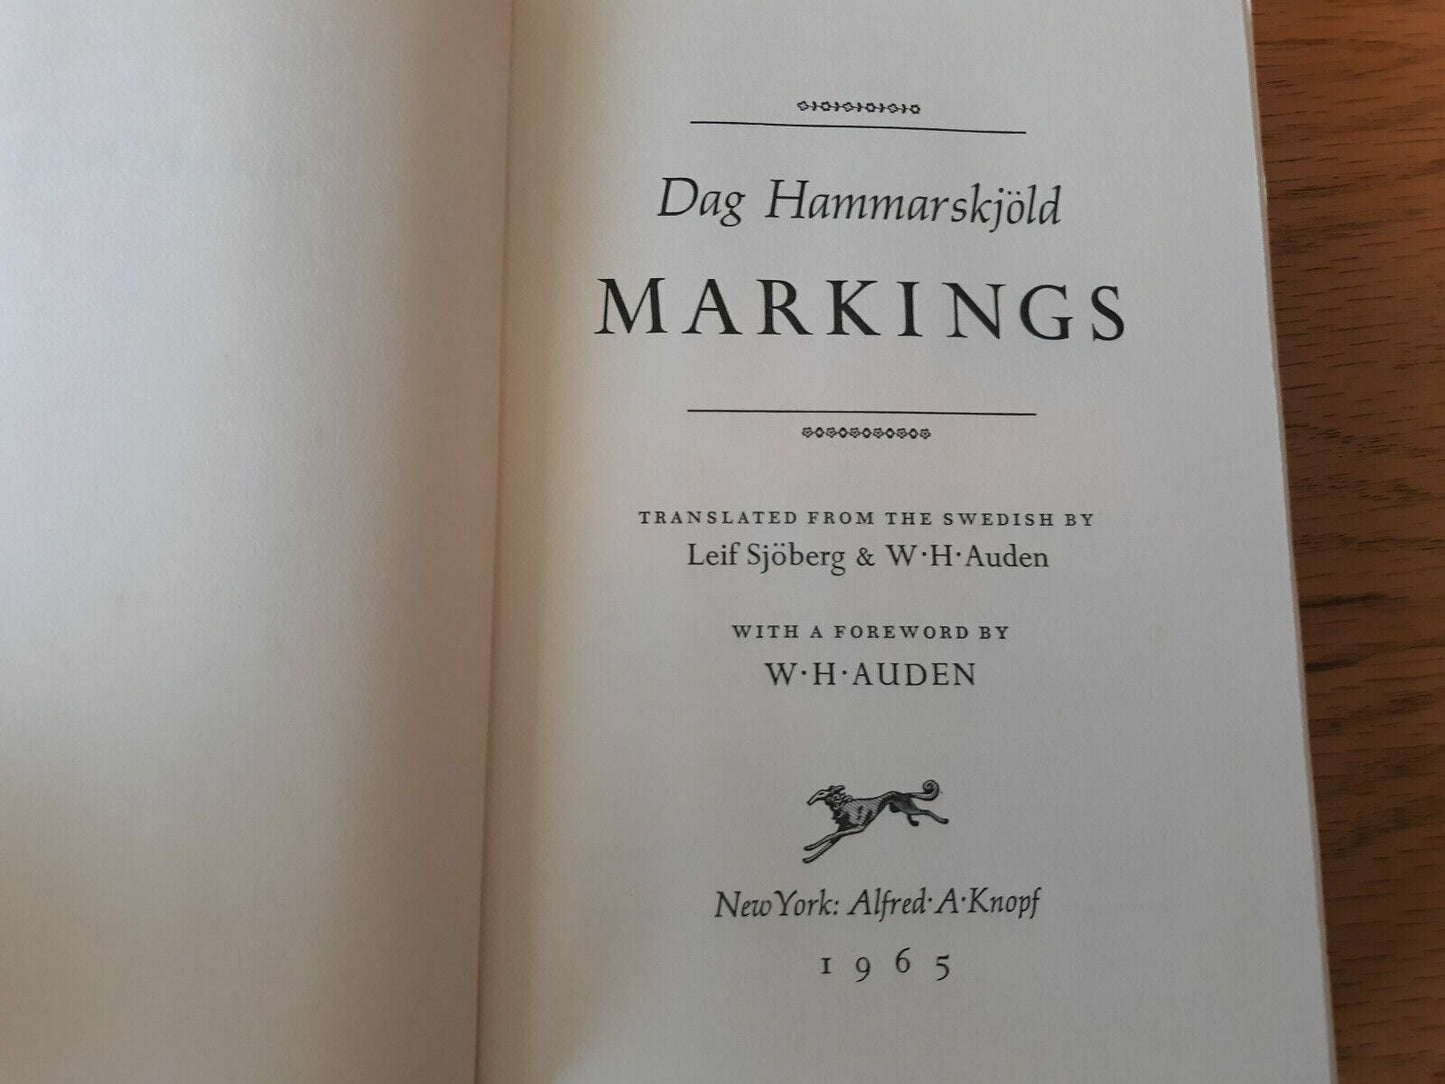 Dag Hammarskjöld
MARKINGS
TRANSLATED FROM THE SWEDISH BY
Leif Sjöberg & W·H·Auden
WITH A FOREWORD BY
W·H·AUDEN
New York: Alfred·A·Knopf
1965